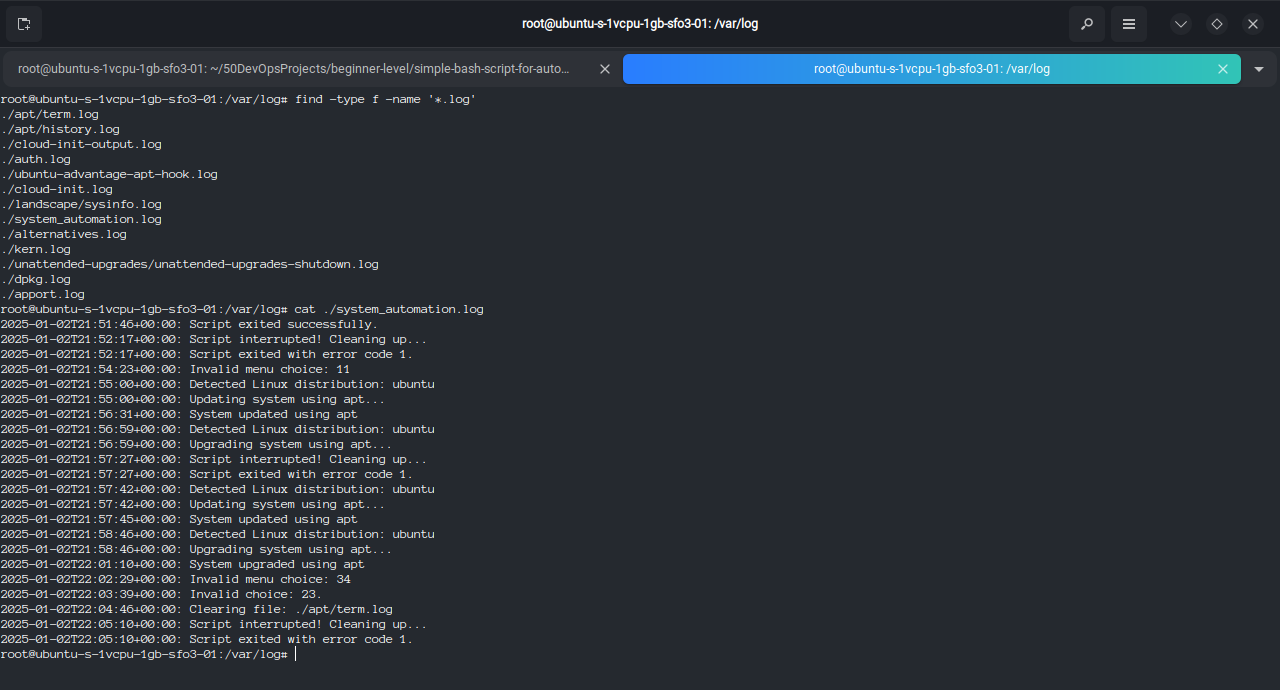 root@ubuntu-s-1vcpu-1gb-sfo3-01: /var/log
root@ubuntu-s-1vcpu-1gb-sfo3-01: ~/50DevOpsProjects/beginner-level/simple-bash-script-for-auto...
root@ubuntu-s-1vcpu-1gb-sfo3-01: /var/log
root@ubuntu-s-1vcpu-1gb-sfo3-01:/var/log# find -type f -name '*.log'
./apt/term.log
./apt/history.log
./cloud-init-output.log
./auth.log
./ubuntu-advantage-apt-hook.log
./cloud-init.log
./landscape/sysinfo.log
./system_automation.log
./alternatives.log
./kern.log
./unattended-upgrades/unattended-upgrades-shutdown.log
./dpkg.log
./apport.log
root@ubuntu-s-1vcpu-1gb-sfo3-01:/var/log# cat ./system_automation.log
2025-01-02T21:51:46+00:00: Script exited successfully.
2025-01-02T21:52:17+00:00: Script interrupted! Cleaning up...
2025-01-02T21:52:17+00:00: Script exited with error code 1.
2025-01-02T21:54:23+00:00: Invalid menu choice: 11
2025-01-02T21:55:00+00:00: Detected Linux distribution: ubuntu
2025-01-02T21:55:00+00:00: Updating system using apt...
2025-01-02T21:56:31+00:00: System updated using apt
2025-01-02T21:56:59+00:00: Detected Linux distribution: ubuntu
2025-01-02T21:56:59+00:00: Upgrading system using apt...
2025-01-02T21:57:27+00:00: Script interrupted! Cleaning up...
2025-01-02T21:57:27+00:00: Script exited with error code 1.
2025-01-02T21:57:42+00:00: Detected Linux distribution: ubuntu
2025-01-02T21:57:42+00:00: Updating system using apt...
2025-01-02T21:57:45+00:00: System updated using apt
2025-01-02T21:58:46+00:00: Detected Linux distribution: ubuntu
2025-01-02T21:58:46+00:00: Upgrading system using apt...
2025-01-02T22:01:10+00:00: System upgraded using apt
2025-01-02T22:02:29+00:00: Invalid menu choice: 34
2025-01-02T22:03:39+00:00: Invalid choice: 23.
2025-01-02T22:04:46+00:00: Clearing file: ./apt/term.log
2025-01-02T22:05:10+00:00: Script interrupted! Cleaning up...
2025-01-02T22:05:10+00:00: Script exited with error code 1.
root@ubuntu-s-1vcpu-1gb-sfo3-01:/var/log#